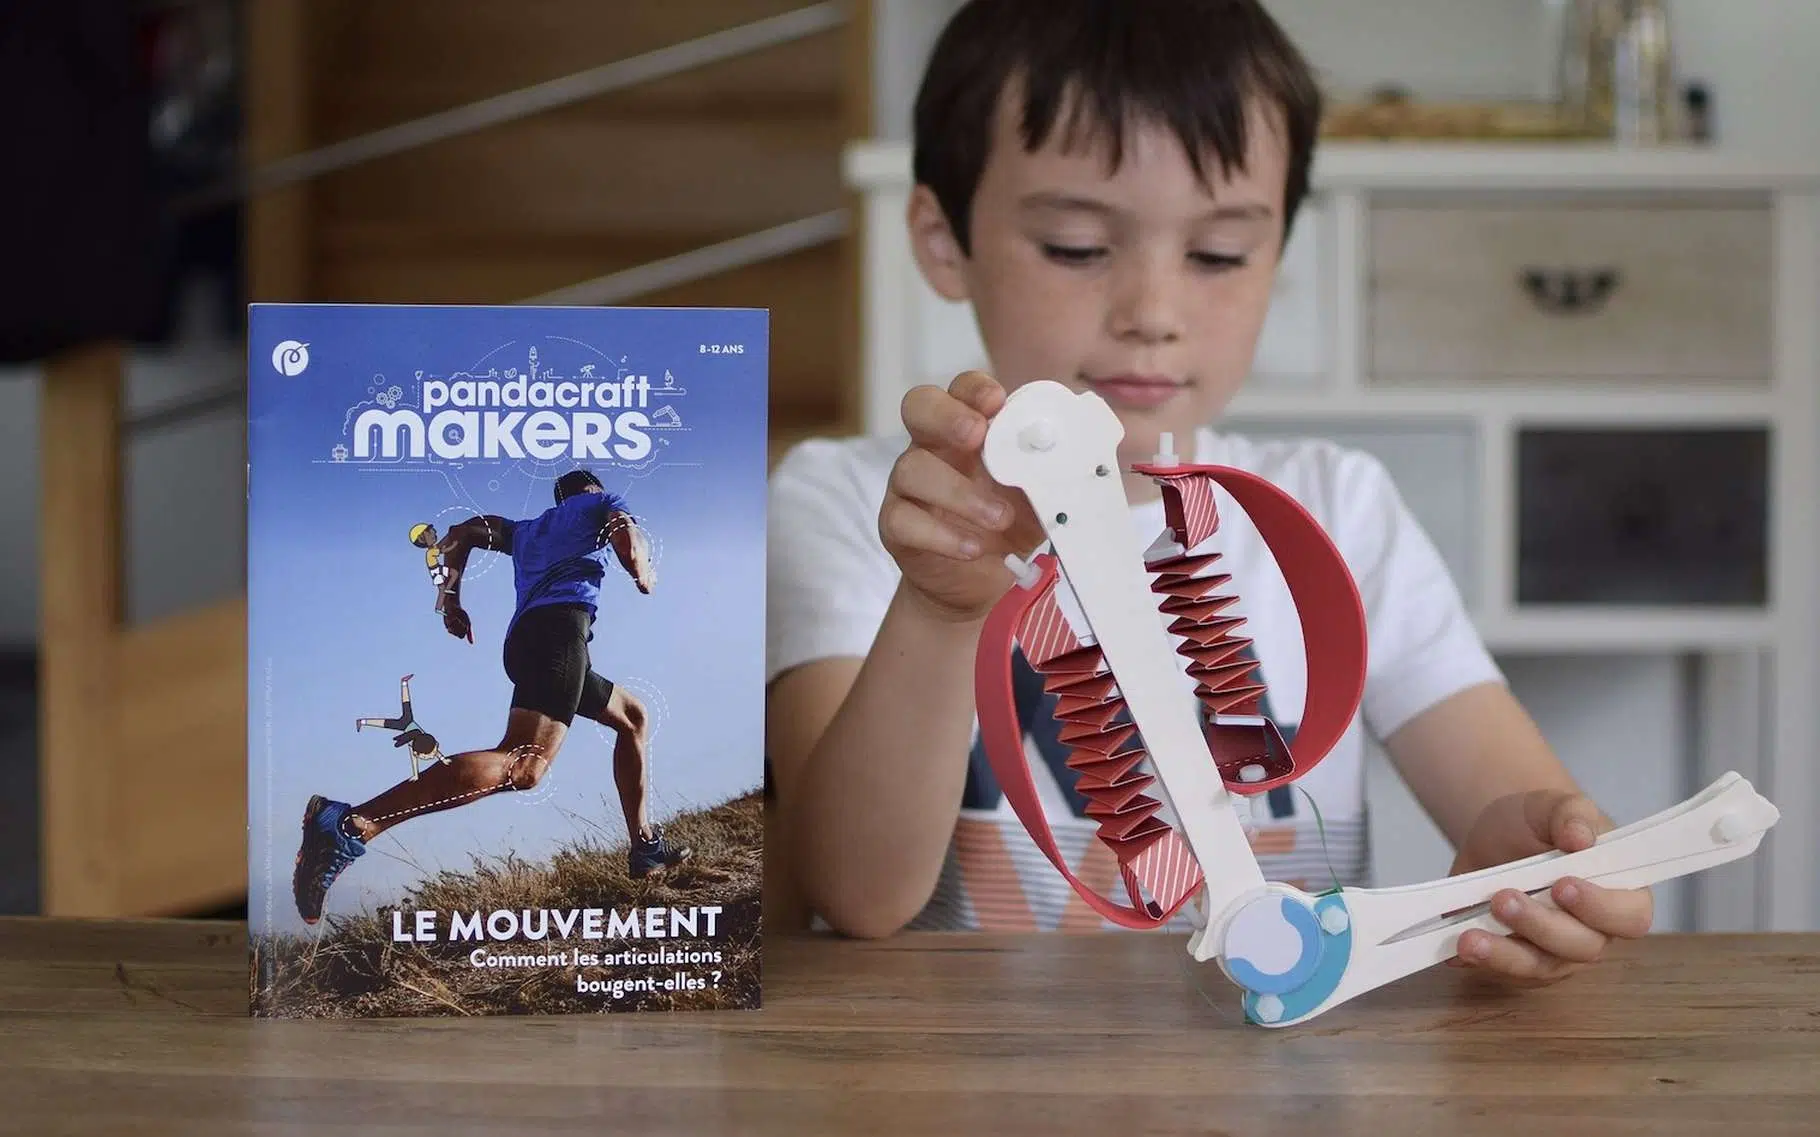 8-12 ANS
pandacraft
makers
LE MOUVEMENT
Comment les articulations
bougent-elles ?